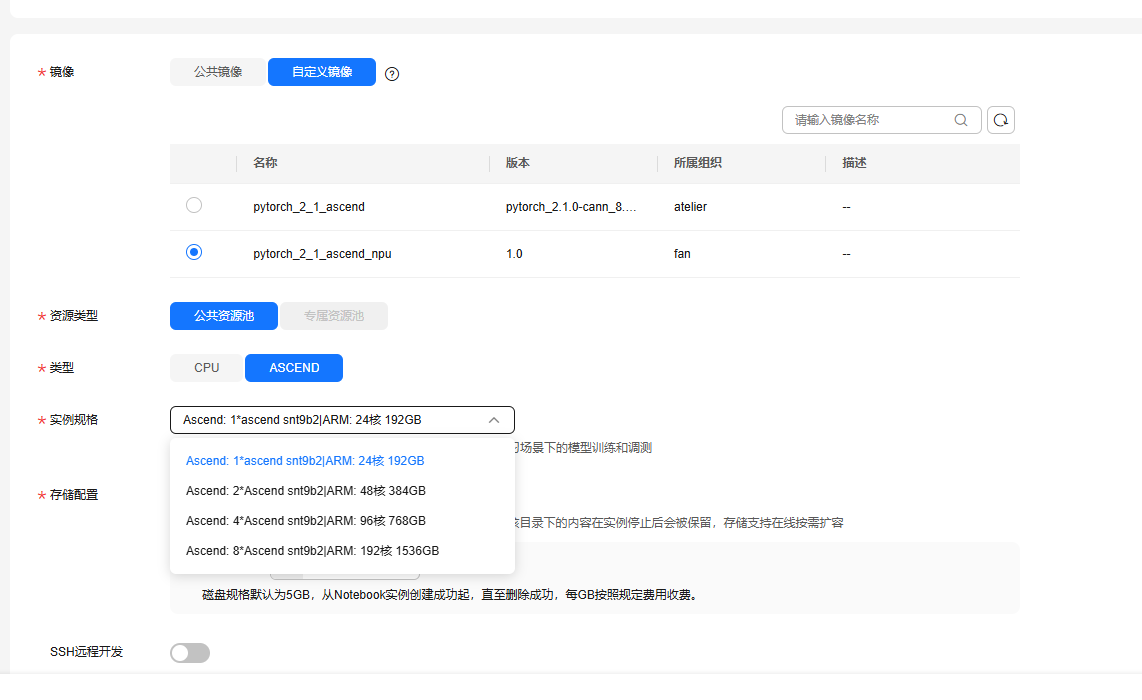 * 镜像 公共镜像 自定义镜像 ?
请输入镜像名称
名称 版本 所属组织 描述
pytorch_2_1_ascend pytorch_2.1.0-cann_8.... atelier --
pytorch_2_1_ascend_npu 1.0 fan --
* 资源类型 公共资源池 专属资源池
* 类型 CPU ASCEND
* 实例规格 Ascend: 1*ascend snt9b2|ARM: 24核 192GB
场景下的模型训练和调测
Ascend: 1*ascend snt9b2|ARM: 24核 192GB
Ascend: 2*Ascend snt9b2|ARM: 48核 384GB
* 存储配置
Ascend: 4*Ascend snt9b2|ARM: 96核 768GB
目录下的内容在实例停止后会被保留，存储支持在线按需扩容
Ascend: 8*Ascend snt9b2|ARM: 192核 1536GB
磁盘规格默认为5GB，从Notebook实例创建成功起，直至删除成功，每GB按照规定费用收费。
SSH远程开发